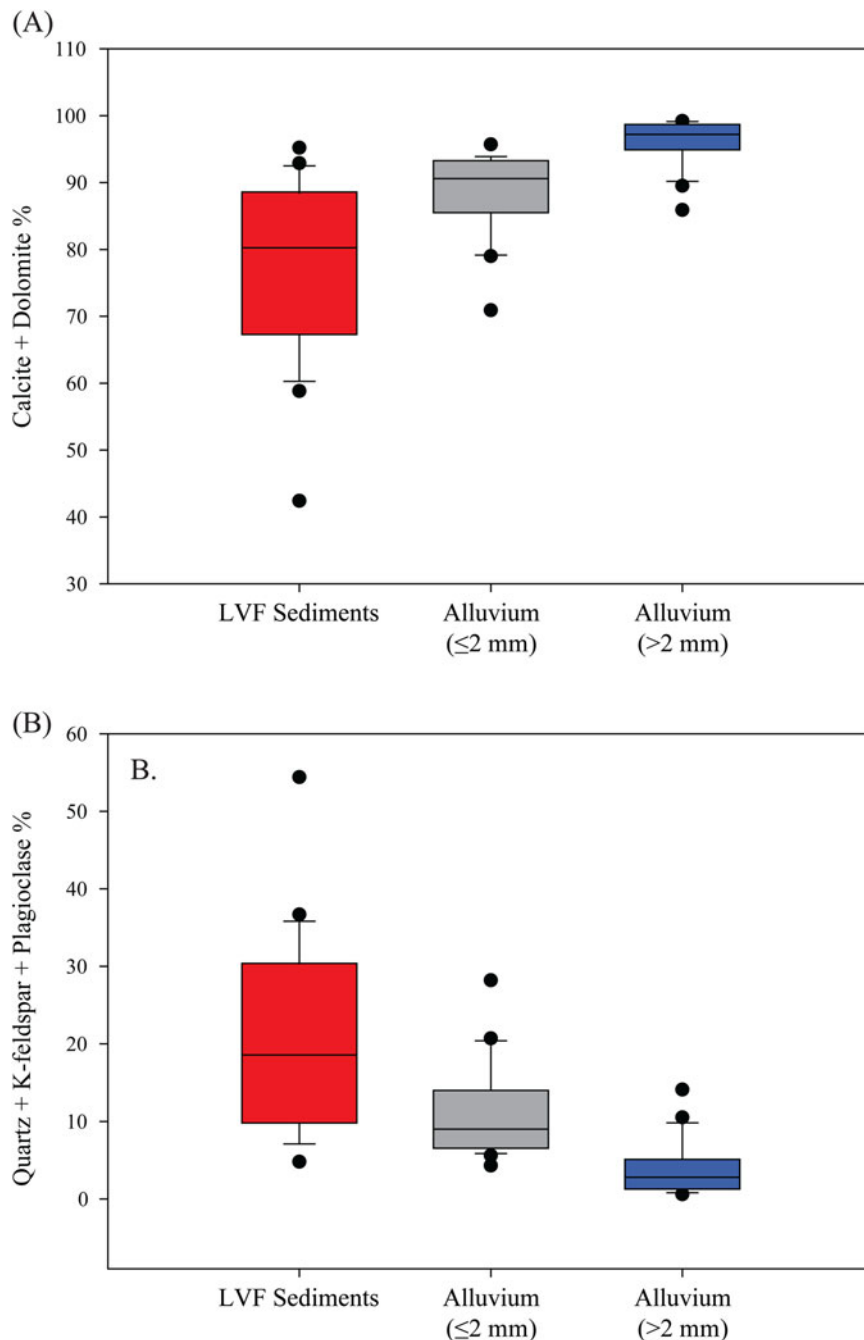 (A)
110
100
90
80
70
60
50
40
30
Calcite + Dolomite %
LVF Sediments
Alluvium
(≤2 mm)
Alluvium
(>2 mm)
(B)
B.
60
50
40
30
20
10
0
Quartz + K-feldspar + Plagioclase %
LVF Sediments
Alluvium
(≤2 mm)
Alluvium
(>2 mm)